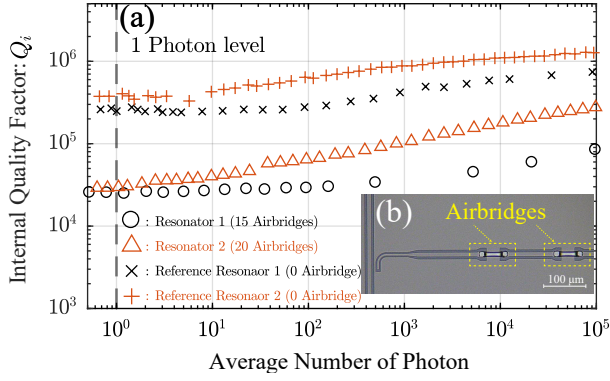 (a)
1 Photon level
Internal Quality Factor: Q_i
10^6
10^5
10^4
10^3
: Resonator 1 (15 Airbridges)
: Resonator 2 (20 Airbridges)
: Reference Resonaor 1 (0 Airbridge)
: Reference Resonaor 2 (0 Airbridge)
(b)
Airbridges
100 μm
10^0 10^1 10^2 10^3 10^4 10^5
Average Number of Photon